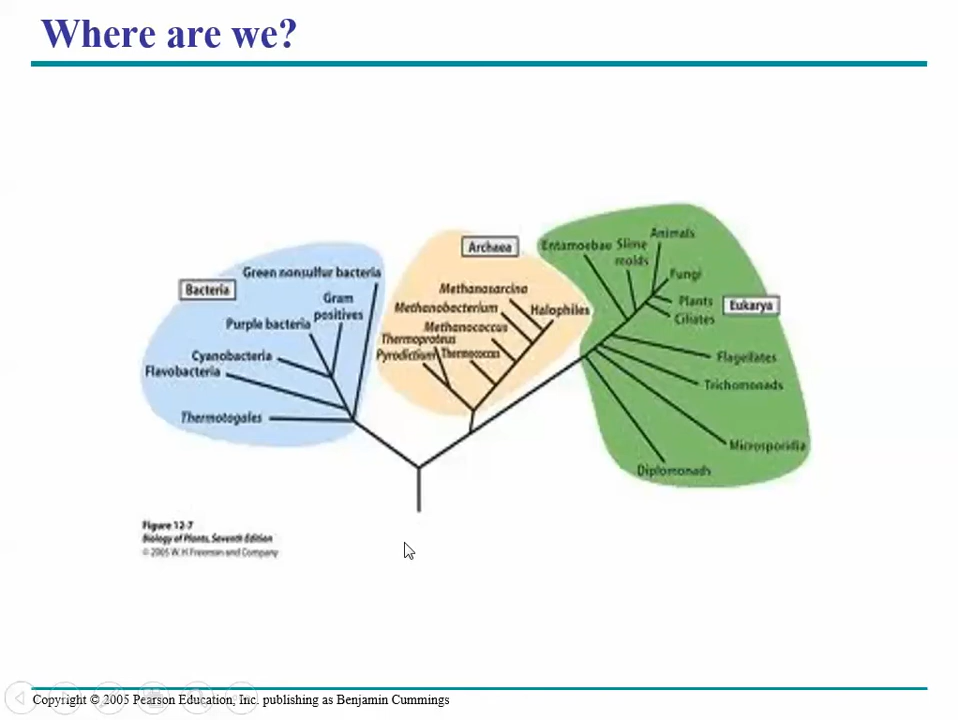 Where are we?
Bacteria
Green nonsulfur bacteria
Gram
positives
Purple bacteria
Cyanobacteria
Flavobacteria
Thermotogales
Archaea
Methanosarcina
Methanobacterium
Halophiles
Methanococcus
Thermoproteus
Pyrodictium
Thermococcus
Eukarya
Entamoebae
Slime
molds
Animals
Fungi
Plants
Ciliates
Flagellates
Trichomonads
Microsporidia
Diplomonads
Figure 12-7
Biology of Plants, Seventh Edition
© 2005 W.H.Freeman and Company
Copyright © 2005 Pearson Education, Inc. publishing as Benjamin Cummings